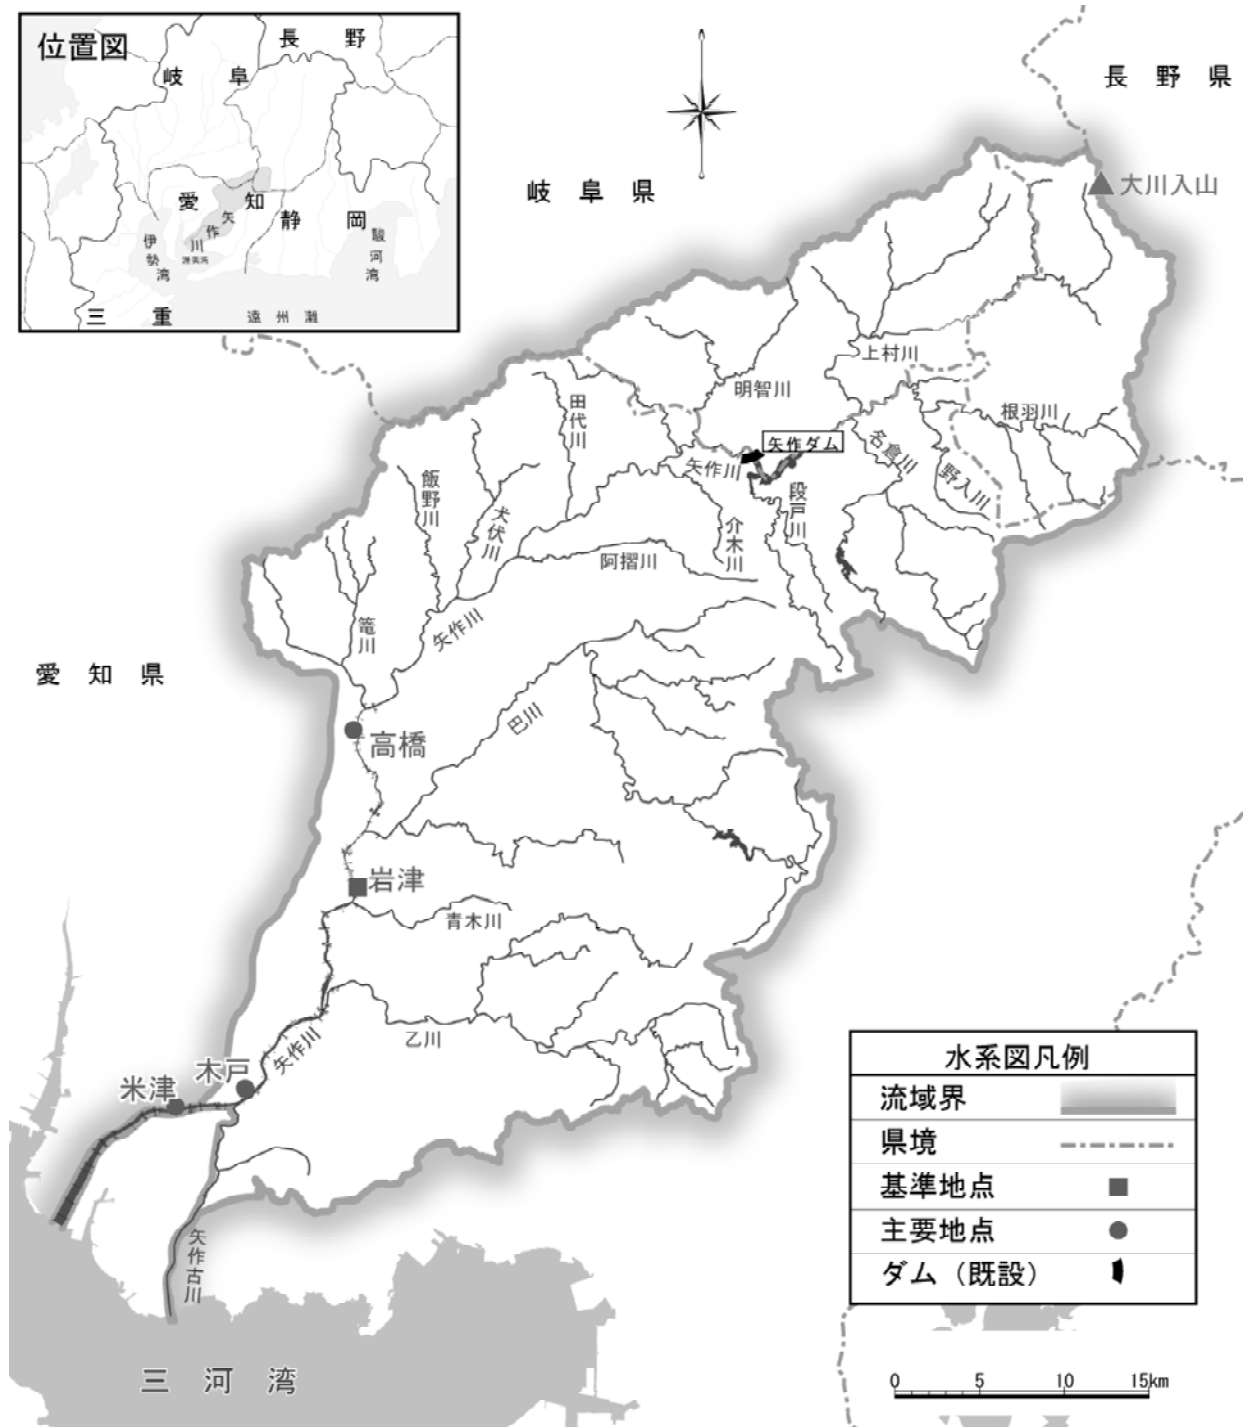 位置図
長野
岐阜
愛知
矢作川
静岡
伊勢湾
駿河湾
三重
遠州灘
長野県
岐阜県
大川入山
上村川
明智川
根羽川
田代川
矢作ダム
矢作川
名倉川
野入川
段戸川
介木川
飯野川
犬伏川
阿摺川
籠川
矢作川
愛知県
巴川
高橋
岩津
青木川
乙川
矢作川
木戸
米津
矢作古川
三河湾
水系図凡例
流域界
県境
基準地点
主要地点
ダム（既設）
0 5 10 15km